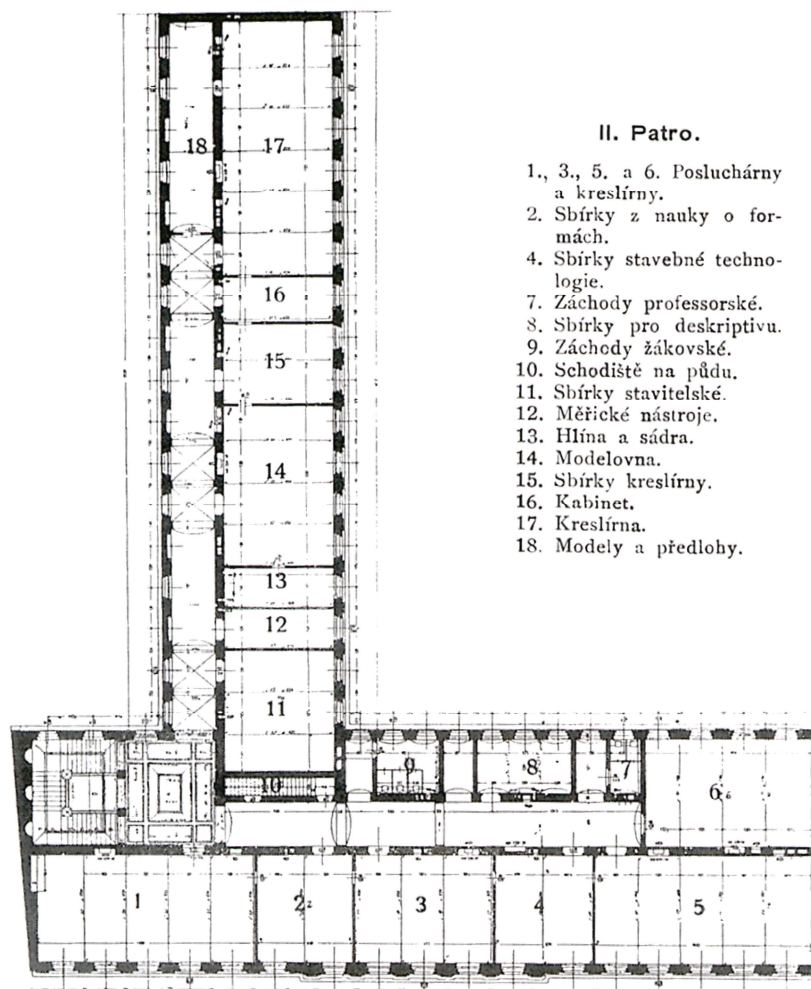 II. Patro.
1., 3., 5. a 6. Posluchárny
a kreslírny.
2. Sbírky z nauky o for-
mách.
4. Sbírky stavebné techno-
logie.
7. Záchody professorské.
8. Sbírky pro deskriptivu.
9. Záchody žákovské.
10. Schodiště na půdu.
11. Sbírky stavitelské.
12. Měřické nástroje.
13. Hlína a sádra.
14. Modelovna.
15. Sbírky kreslírny.
16. Kabinet.
17. Kreslírna.
18. Modely a předlohy.
18
17
16
15
14
13
12
11
10
9
8
7
6
1
2
3
4
5